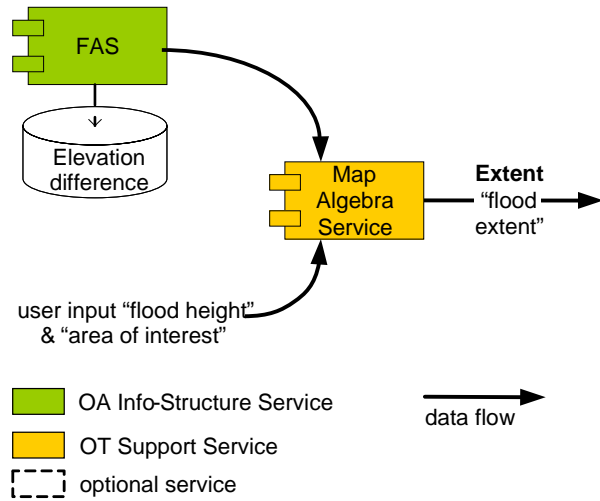 FAS
Elevation
difference
Map
Algebra
Service
Extent
“flood
extent”
user input “flood height”
& “area of interest”
OA Info-Structure Service
OT Support Service
optional service
data flow